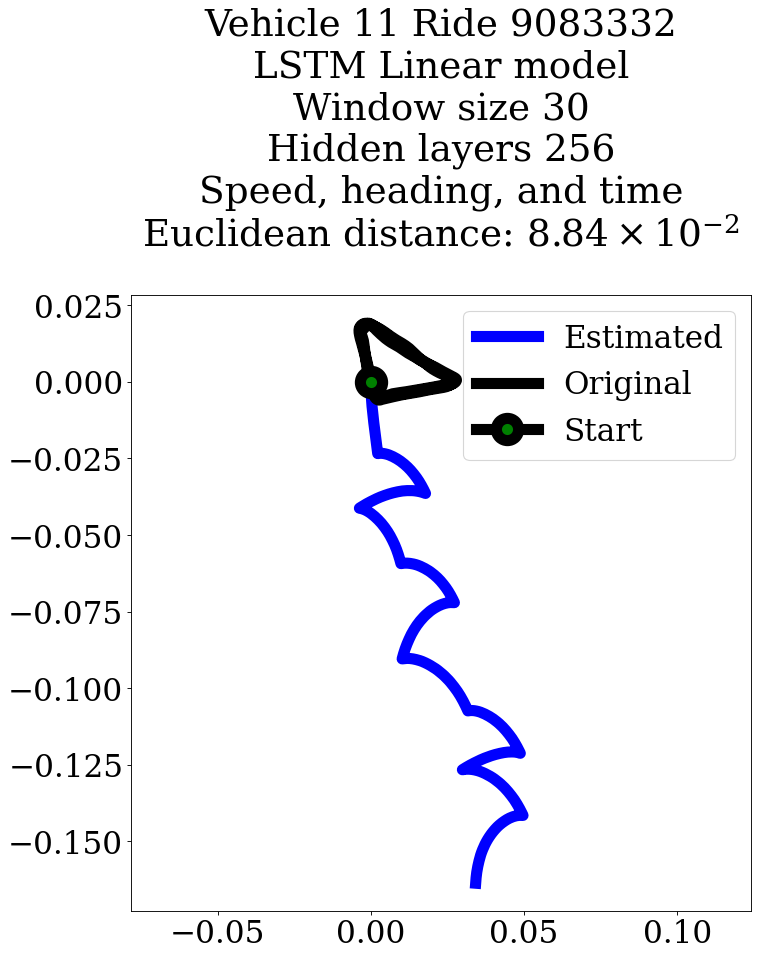 Vehicle 11 Ride 9083332
LSTM Linear model
Window size 30
Hidden layers 256
Speed, heading, and time
Euclidean distance: 8.84 × 10⁻²
0.025
0.000
−0.025
−0.050
−0.075
−0.100
−0.125
−0.150
Estimated
Original
Start
−0.05 0.00 0.05 0.10